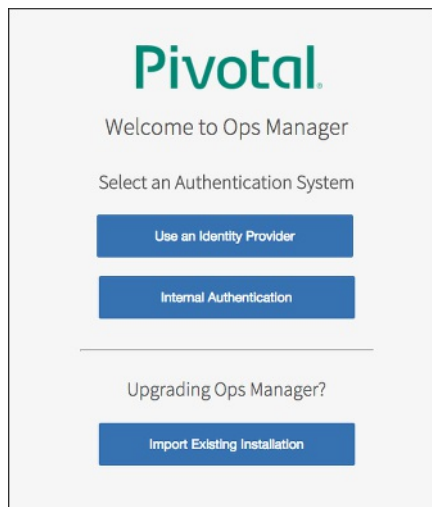 Pivotal.
Welcome to Ops Manager
Select an Authentication System
Use an Identity Provider
Internal Authentication
Upgrading Ops Manager?
Import Existing Installation